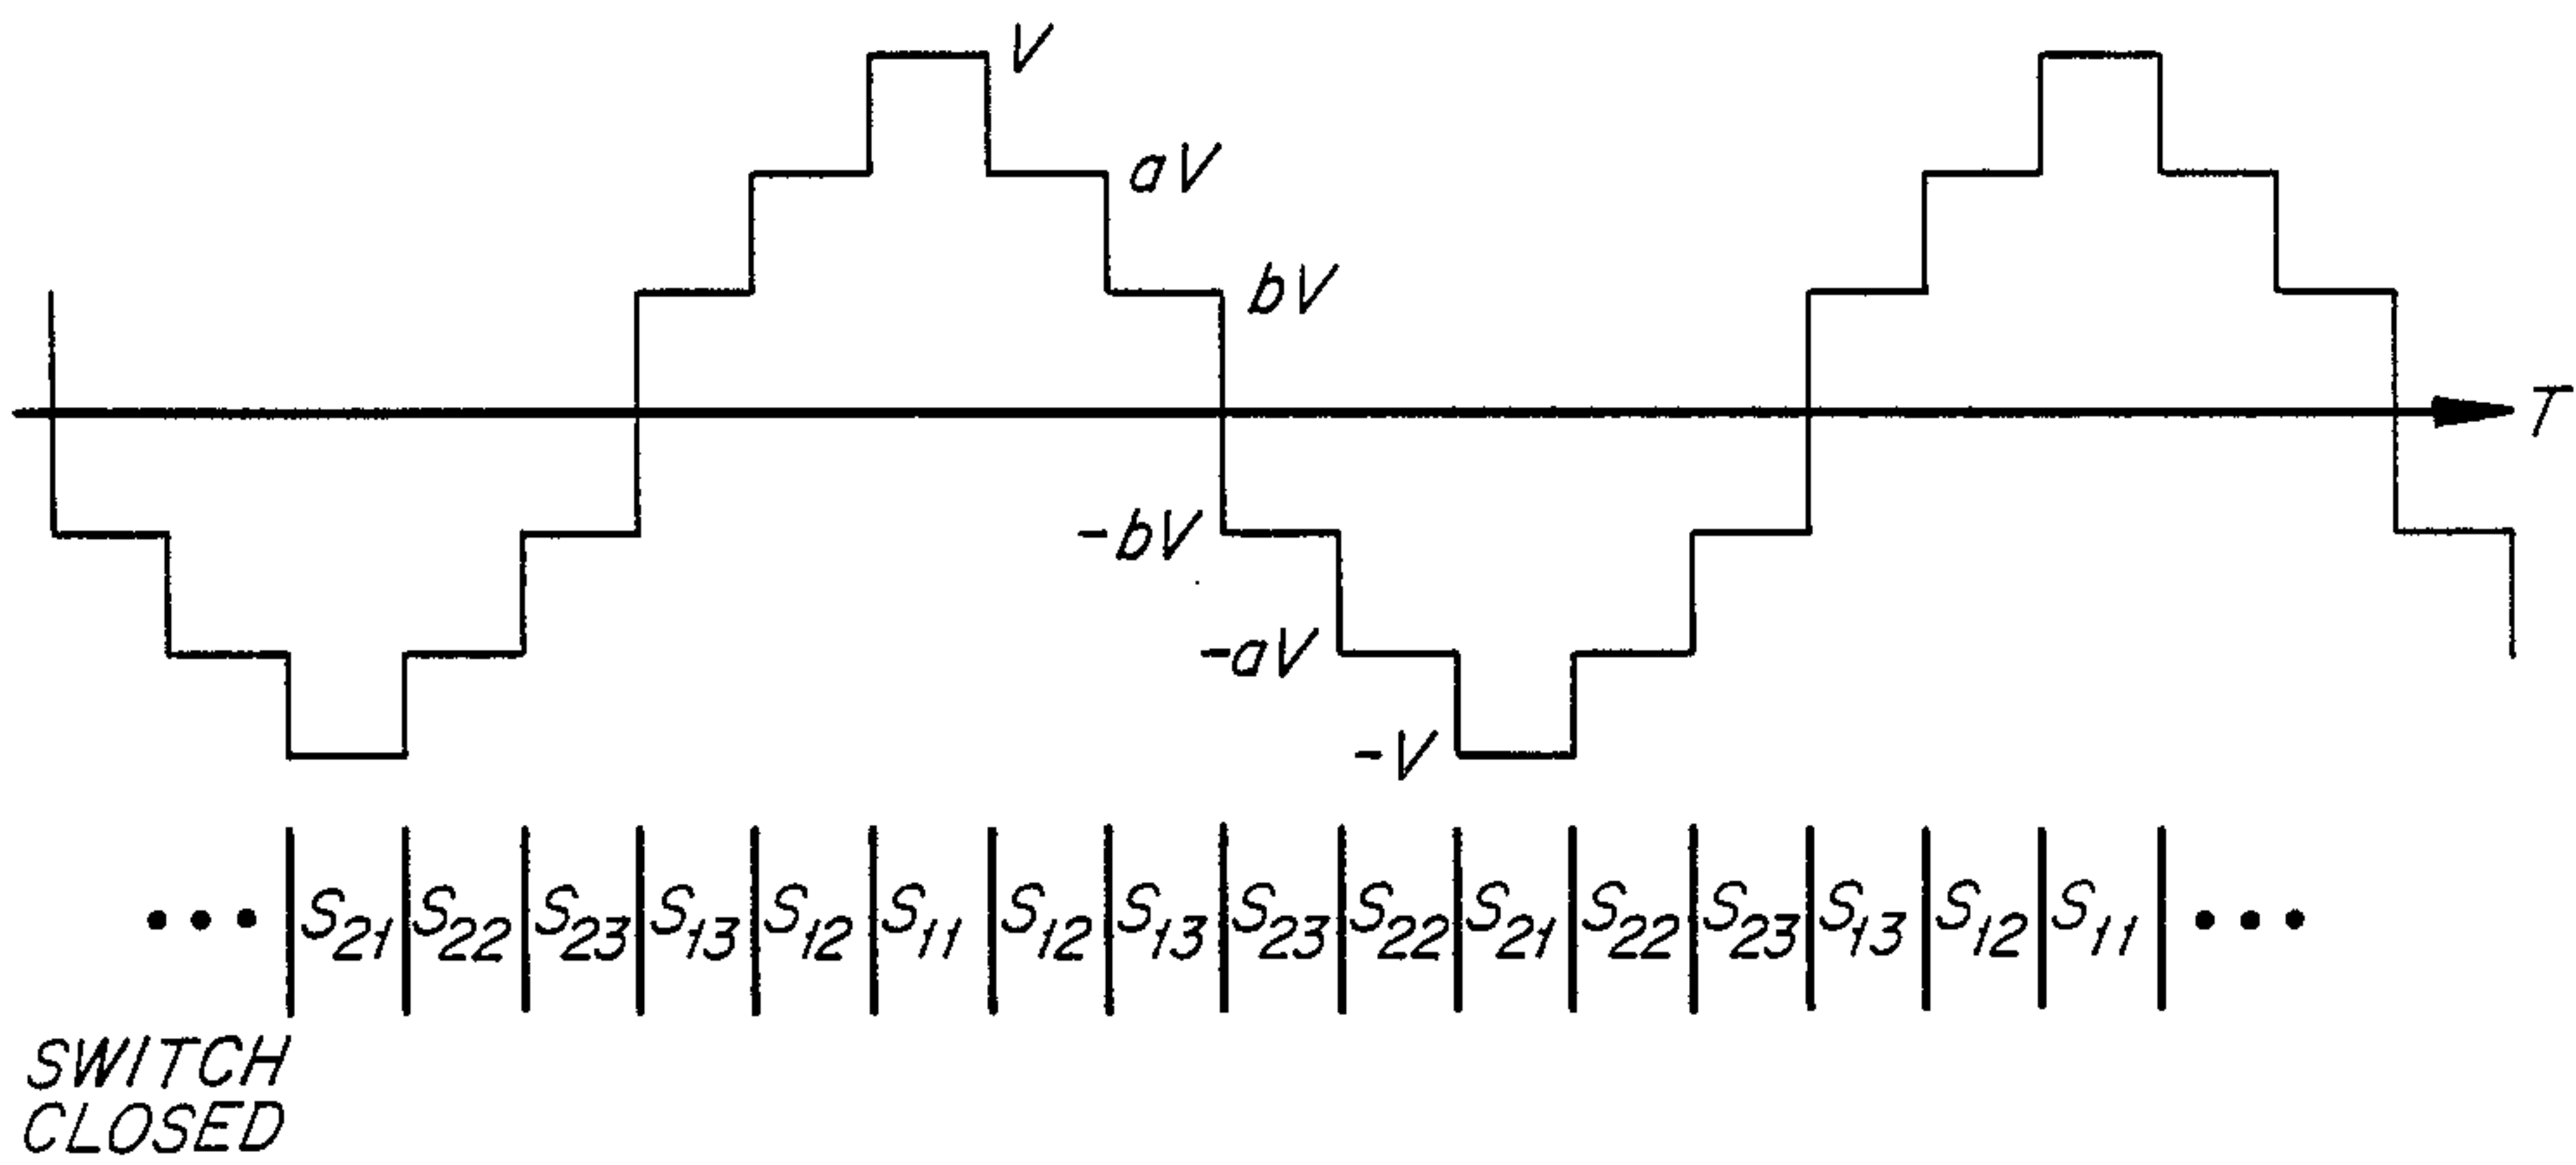 V
aV
bV
T
-bV
-aV
-V
••• S21 S22 S23 S13 S12 S11 S12 S13 S23 S22 S21 S22 S23 S13 S12 S11 •••
SWITCH
CLOSED